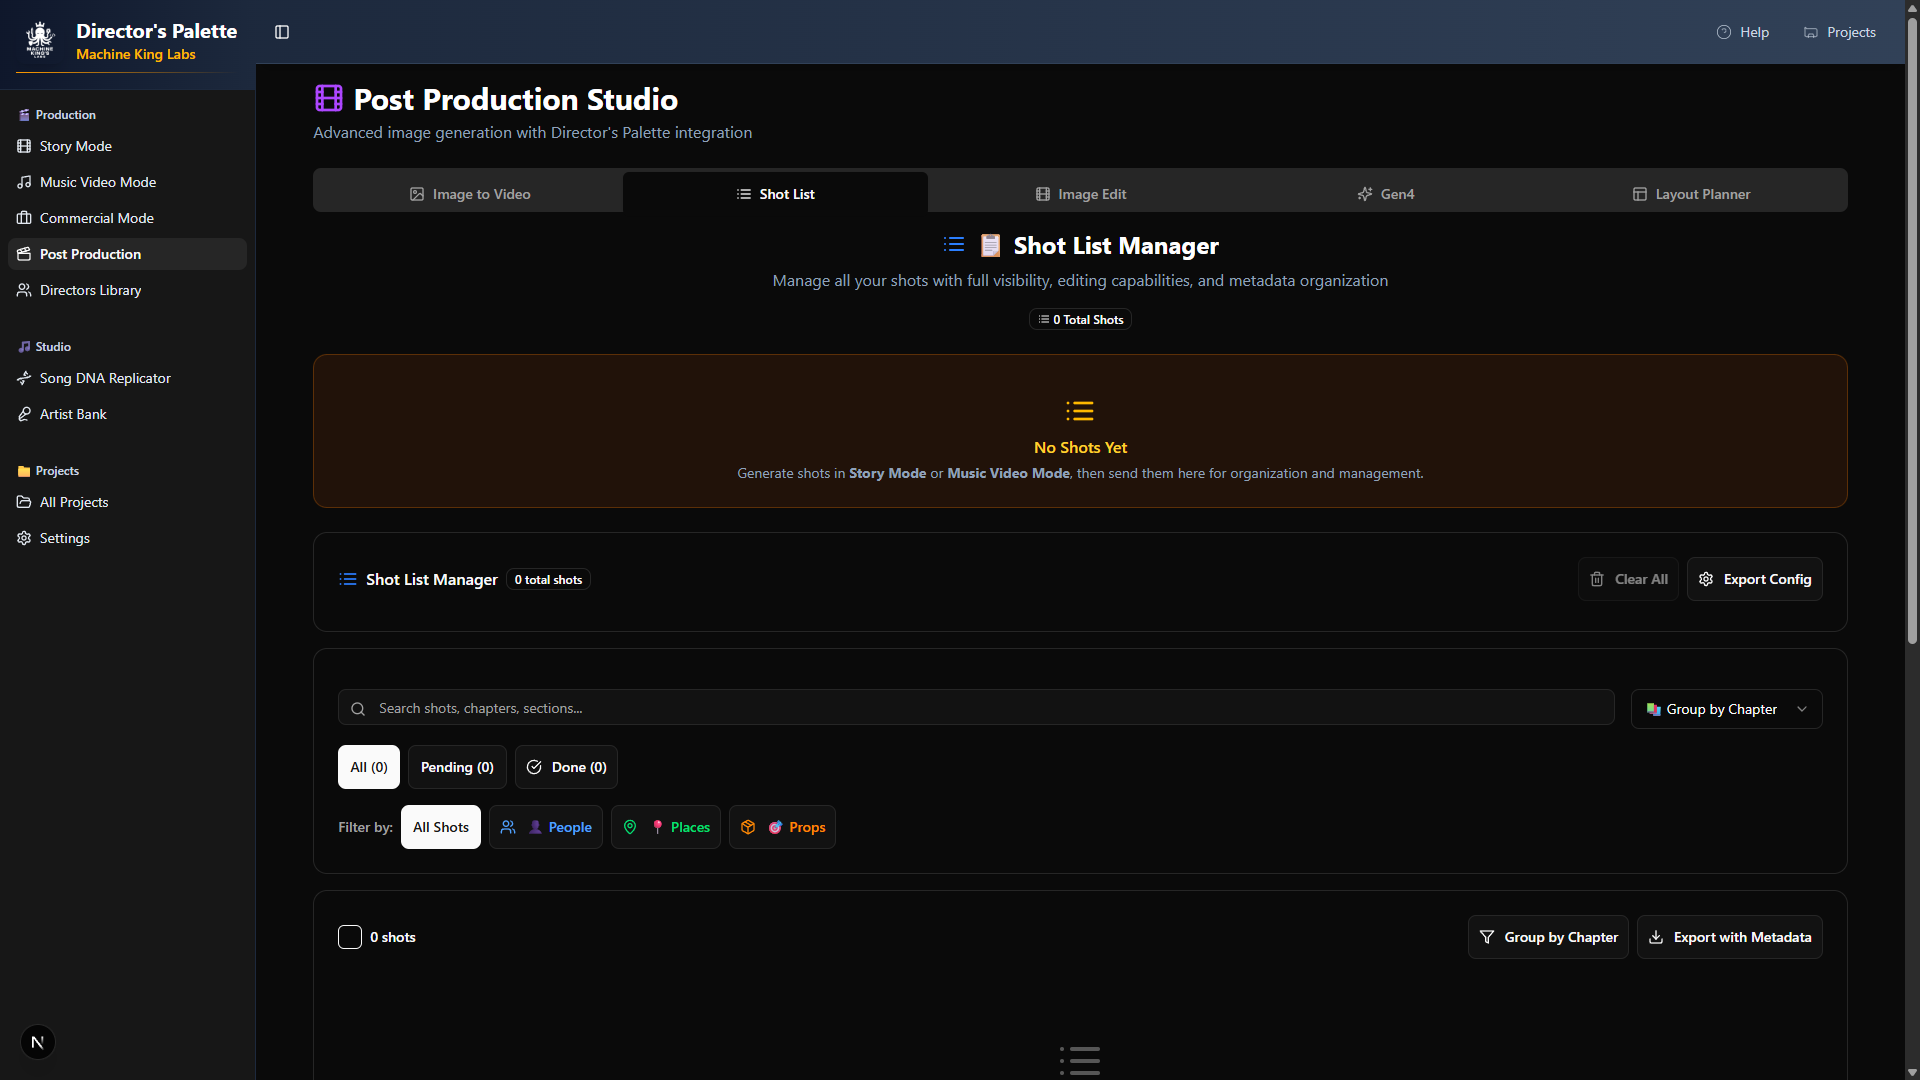 Director's Palette
Machine King Labs
MACHINE
KING'S
LABS
Help
Projects
Production
Story Mode
Music Video Mode
Commercial Mode
Post Production
Directors Library
Studio
Song DNA Replicator
Artist Bank
Projects
All Projects
Settings
N
Post Production Studio
Advanced image generation with Director's Palette integration
Image to Video
Shot List
Image Edit
Gen4
Layout Planner
Shot List Manager
Manage all your shots with full visibility, editing capabilities, and metadata organization
0 Total Shots
No Shots Yet
Generate shots in Story Mode or Music Video Mode, then send them here for organization and management.
Shot List Manager
0 total shots
Clear All
Export Config
Search shots, chapters, sections...
Group by Chapter
All (0)
Pending (0)
Done (0)
Filter by:
All Shots
People
Places
Props
0 shots
Group by Chapter
Export with Metadata